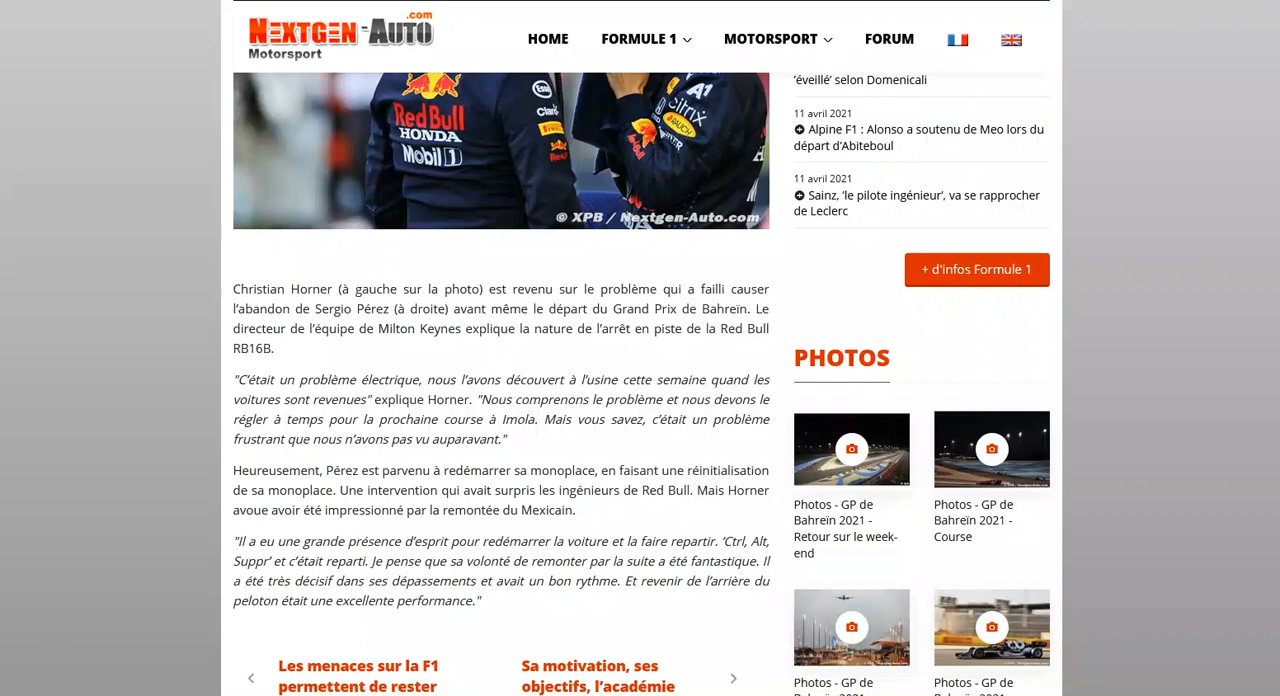 NEXTGEN-AUTO.com
Motorsport
HOME
FORMULE 1
MOTORSPORT
FORUM
Red Bull
HONDA
Mobil 1
Citrix
© XPB / Nextgen-Auto.com
Christian Horner (à gauche sur la photo) est revenu sur le problème qui a failli causer
l’abandon de Sergio Pérez (à droite) avant même le départ du Grand Prix de Bahreïn. Le
directeur de l’équipe de Milton Keynes explique la nature de l’arrêt en piste de la Red Bull
RB16B.
"C’était un problème électrique, nous l’avons découvert à l’usine cette semaine quand les
voitures sont revenues" explique Horner. "Nous comprenons le problème et nous devons le
régler à temps pour la prochaine course à Imola. Mais vous savez, c’était un problème
frustrant que nous n’avons pas vu auparavant."
Heureusement, Pérez est parvenu à redémarrer sa monoplace, en faisant une réinitialisation
de sa monoplace. Une intervention qui avait surpris les ingénieurs de Red Bull. Mais Horner
avoue avoir été impressionné par la remontée du Mexicain.
"Il a eu une grande présence d’esprit pour redémarrer la voiture et la faire repartir. ’Ctrl, Alt,
Suppr’ et c’était reparti. Je pense que sa volonté de remonter par la suite a été fantastique. Il
a été très décisif dans ses dépassements et avait un bon rythme. Et revenir de l’arrière du
peloton était une excellente performance."
Les menaces sur la F1
permettent de rester
Sa motivation, ses
objectifs, l’académie
’éveillé’ selon Domenicali
11 avril 2021
Alpine F1 : Alonso a soutenu de Meo lors du
départ d’Abiteboul
11 avril 2021
Sainz, ’le pilote ingénieur’, va se rapprocher
de Leclerc
+ d'infos Formule 1
PHOTOS
Photos - GP de
Bahreïn 2021 -
Retour sur le week-
end
Photos - GP de
Bahreïn 2021 -
Course
Photos - GP de
Bahreïn 2021 -
Photos - GP de
Bahreïn 2021 -